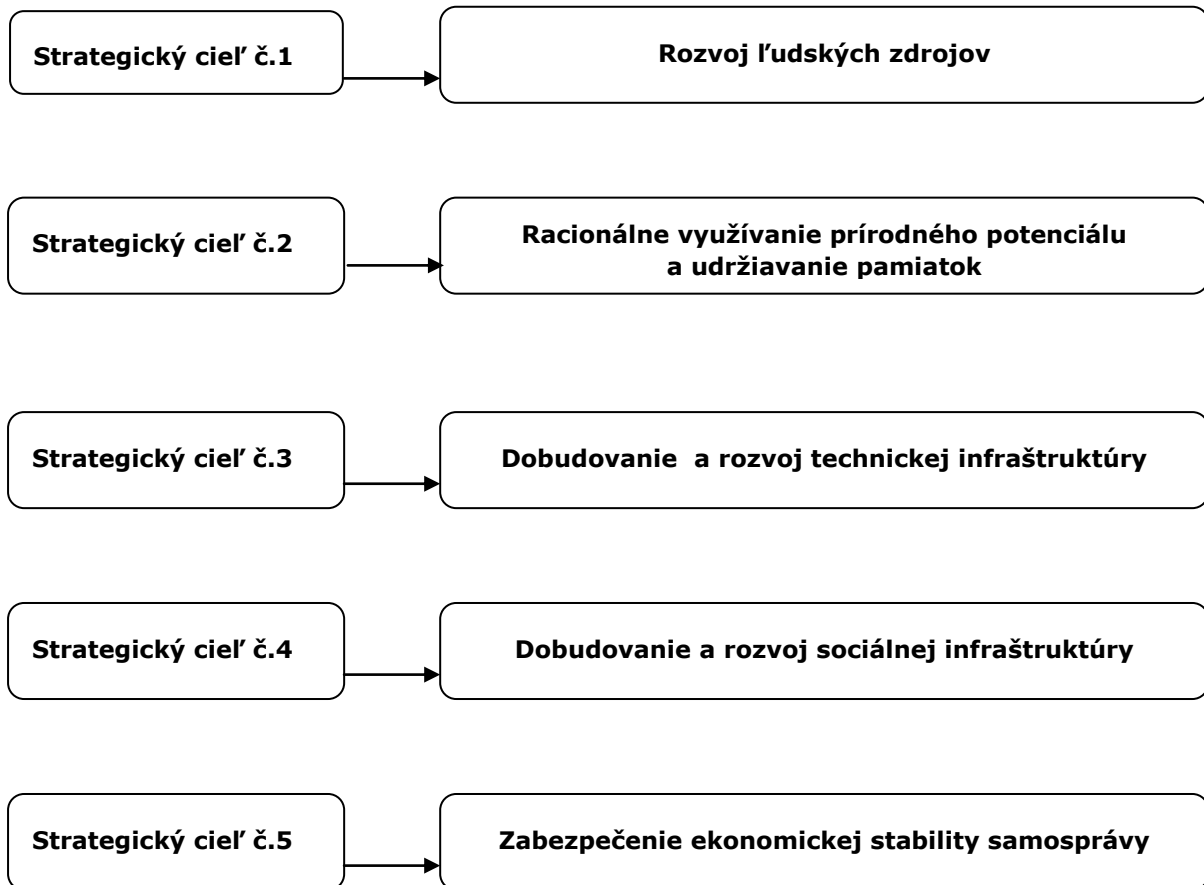 Strategický cieľ č.1
Rozvoj ľudských zdrojov
Strategický cieľ č.2
Racionálne využívanie prírodného potenciálu
a udržiavanie pamiatok
Strategický cieľ č.3
Dobudovanie a rozvoj technickej infraštruktúry
Strategický cieľ č.4
Dobudovanie a rozvoj sociálnej infraštruktúry
Strategický cieľ č.5
Zabezpečenie ekonomickej stability samosprávy